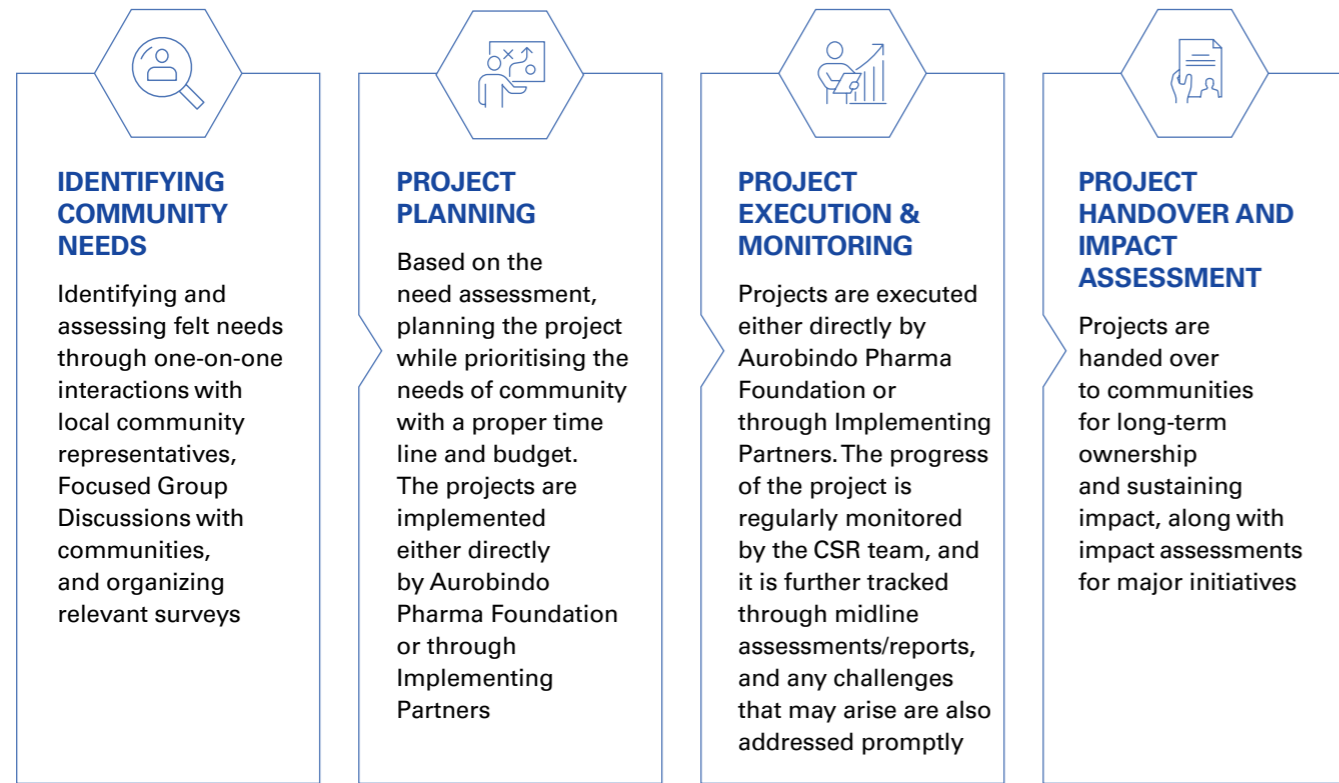 IDENTIFYING
COMMUNITY
NEEDS
Identifying and
assessing felt needs
through one-on-one
interactions with
local community
representatives,
Focused Group
Discussions with
communities,
and organizing
relevant surveys
PROJECT
PLANNING
Based on the
need assessment,
planning the project
while prioritising the
needs of community
with a proper time
line and budget.
The projects are
implemented
either directly
by Aurobindo
Pharma Foundation
or through
Implementing
Partners
PROJECT
EXECUTION &
MONITORING
Projects are executed
either directly by
Aurobindo Pharma
Foundation or
through Implementing
Partners. The progress
of the project is
regularly monitored
by the CSR team, and
it is further tracked
through midline
assessments/reports,
and any challenges
that may arise are also
addressed promptly
PROJECT
HANDOVER AND
IMPACT
ASSESSMENT
Projects are
handed over
to communities
for long-term
ownership
and sustaining
impact, along with
impact assessments
for major initiatives